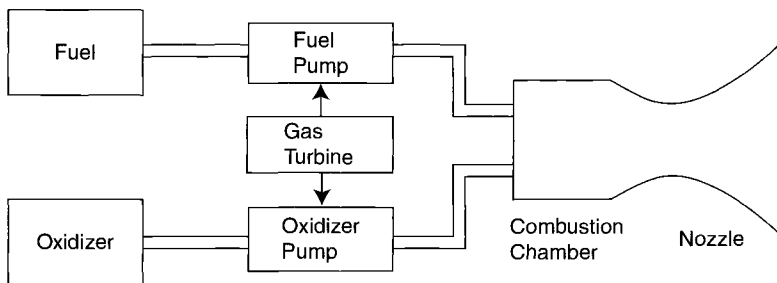 Fuel
Fuel
Pump
Gas
Turbine
Oxidizer
Oxidizer
Pump
Combustion
Chamber
Nozzle